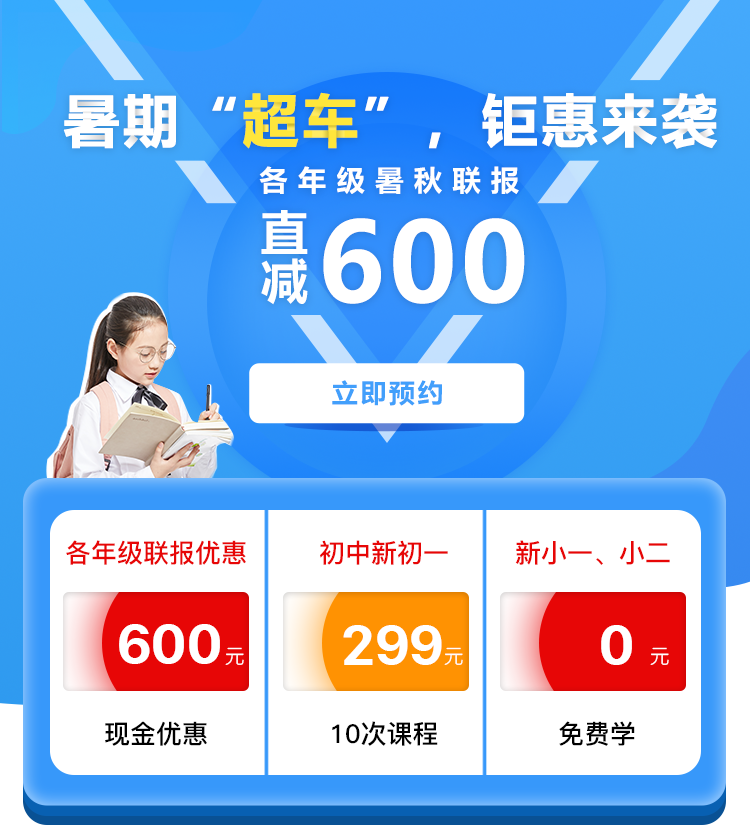 暑期“超车”，钜惠来袭
各年级暑秋联报
直减600
立即预约
各年级联报优惠
600元
现金优惠
初中新初一
299元
10次课程
新小一、小二
0元
免费学